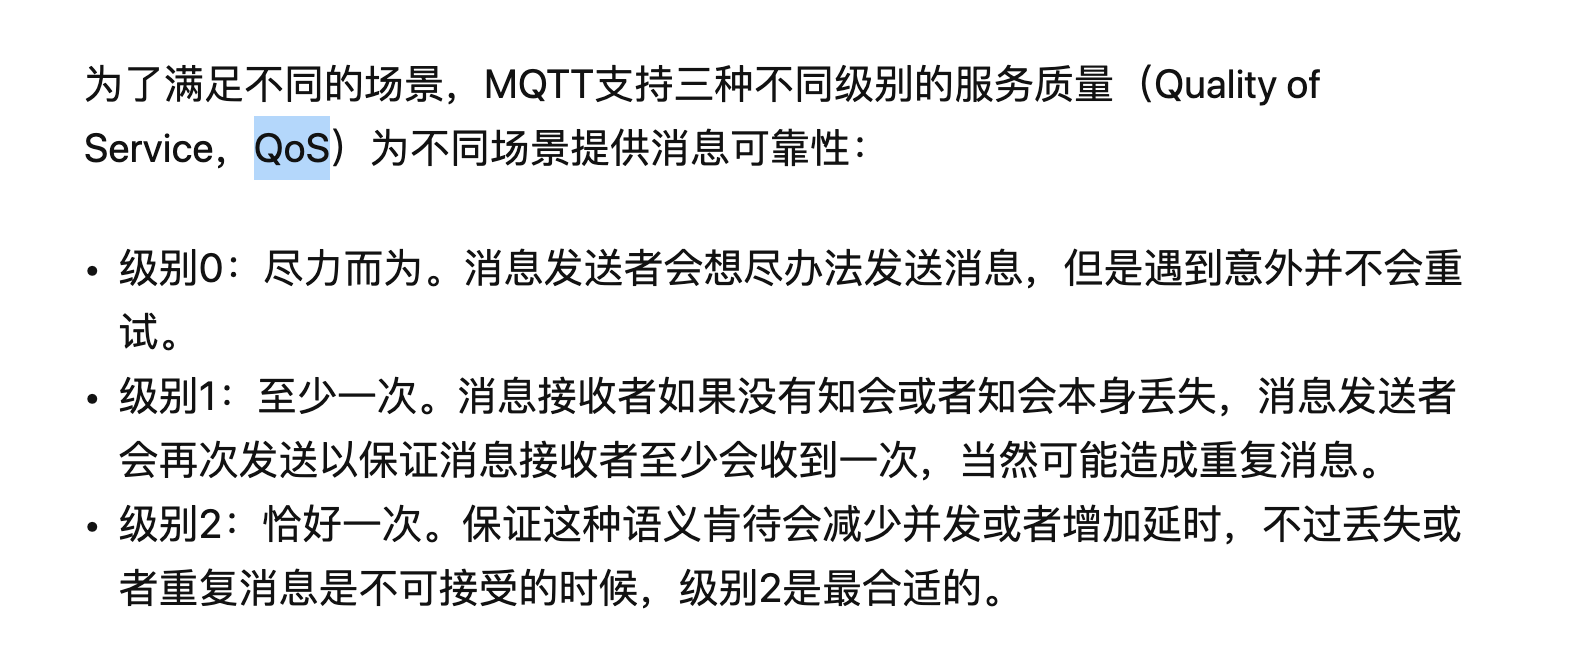 为了满足不同的场景，MQTT支持三种不同级别的服务质量（Quality of
Service，QoS）为不同场景提供消息可靠性：
• 级别0：尽力而为。消息发送者会想尽办法发送消息，但是遇到意外并不会重
试。
• 级别1：至少一次。消息接收者如果没有知会或者知会本身丢失，消息发送者
会再次发送以保证消息接收者至少会收到一次，当然可能造成重复消息。
• 级别2：恰好一次。保证这种语义肯待会减少并发或者增加延时，不过丢失或
者重复消息是不可接受的时候，级别2是最合适的。